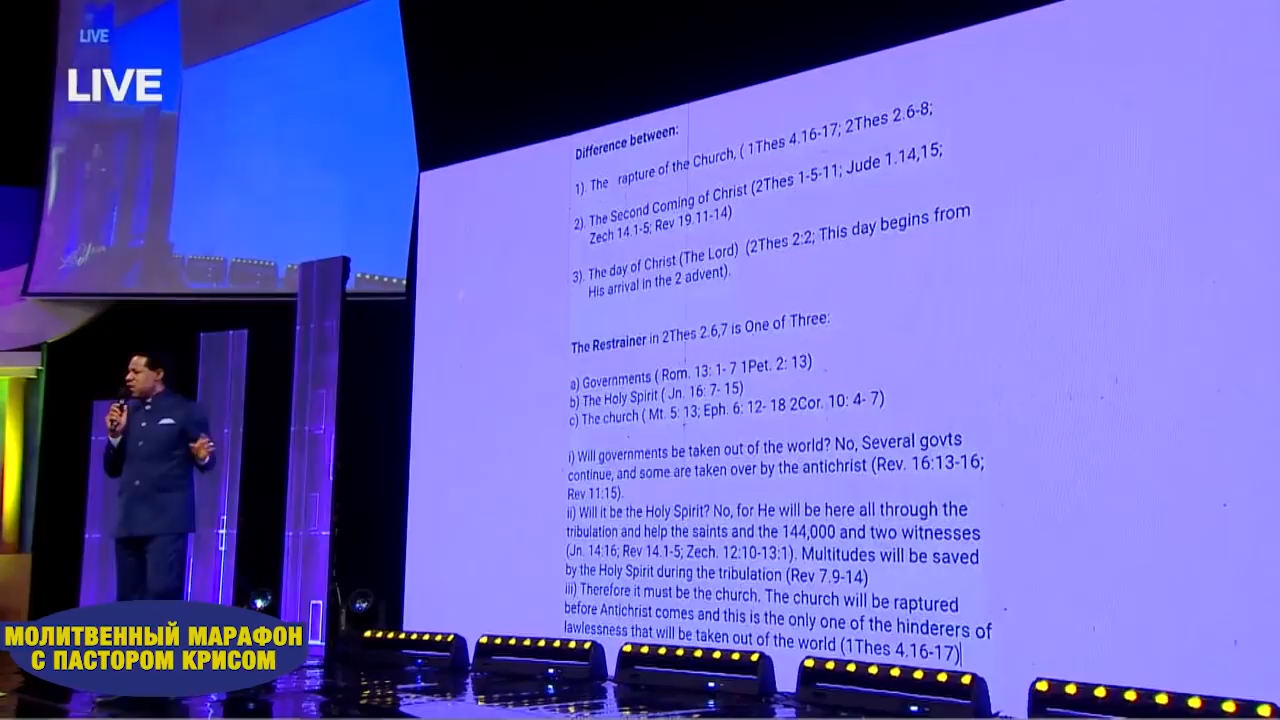 LIVE
LIVE
Difference between:
1). The rapture of the Church, ( 1Thes 4.16-17; 2Thes 2.6-8;
2). The Second Coming of Christ (2Thes 1-5-11; Jude 1.14,15;
Zech 14.1-5; Rev 19.11-14)
3). The day of Christ (The Lord) (2Thes 2:2; This day begins from
His arrival in the 2 advent).
The Restrainer in 2Thes 2.6,7 is One of Three:
a) Governments ( Rom. 13: 1- 7 1Pet. 2: 13)
b) The Holy Spirit ( Jn. 16: 7- 15)
c) The church ( Mt. 5: 13; Eph. 6: 12- 18 2Cor. 10: 4- 7)
i) Will governments be taken out of the world? No, Several govts
continue, and some are taken over by the antichrist (Rev. 16:13-16;
Rev 11:15).
ii) Will it be the Holy Spirit? No, for He will be here all through the
tribulation and help the saints and the 144,000 and two witnesses
(Jn. 14:16; Rev 14.1-5; Zech. 12:10-13:1). Multitudes will be saved
by the Holy Spirit during the tribulation (Rev 7.9-14)
iii) Therefore it must be the church. The church will be raptured
before Antichrist comes and this is the only one of the hinderers of
lawlessness that will be taken out of the world (1Thes 4.16-17)
МОЛИТВЕННЫЙ МАРАФОН
С ПАСТОРОМ КРИСОМ